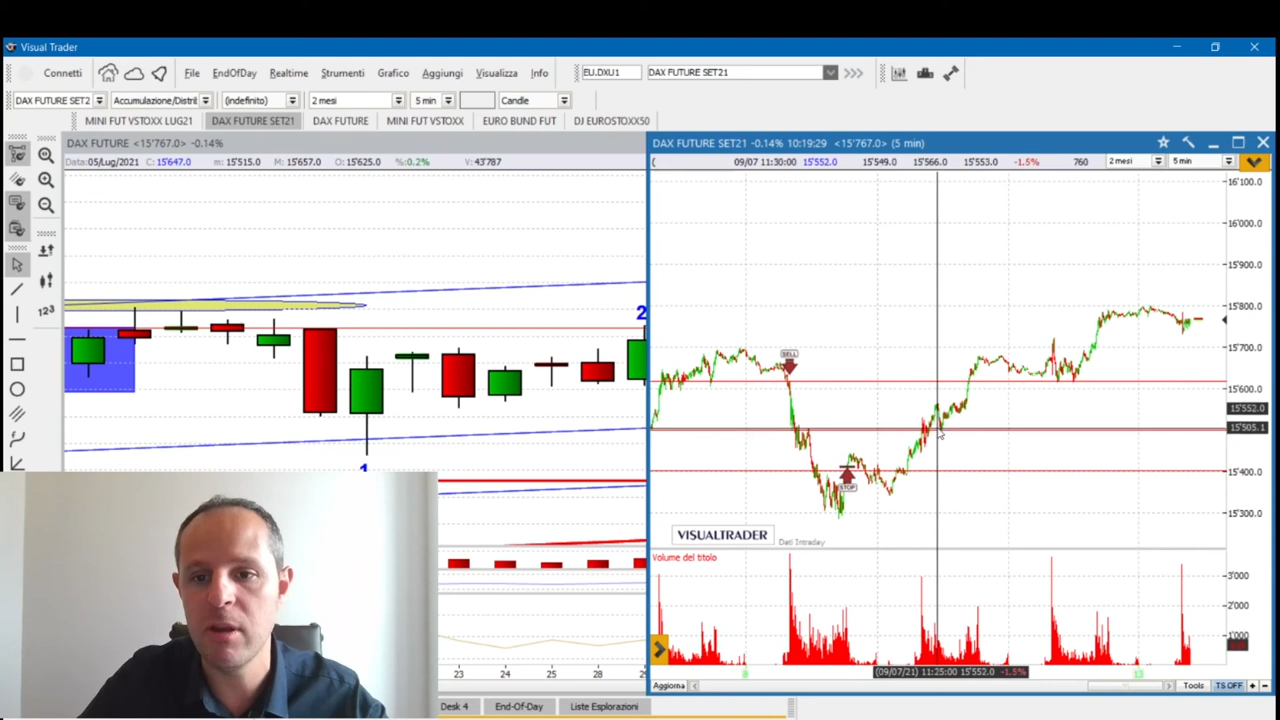 Visual Trader
Connetti File EndOfDay Realtime Strumenti Grafico Aggiungi Visualizza Info EU.DXU1 DAX FUTURE SET21
DAX FUTURE SET2 Accumulazione/Distrib (indefinito) 2 mesi 5 min Candle
MINI FUT VSTOXX LUG21 DAX FUTURE SET21 DAX FUTURE MINI FUT VSTOXX EURO BUND FUT DJ EUROSTOXX50
DAX FUTURE <15'767.0> -0.14%
Data:05/Lug/2021 C: 15'647.0 m: 15'515.0 M: 15'657.0 O: 15'625.0 %:0.2% V: 43'787
123
2
1
23 24 25 28
DAX FUTURE SET21 -0.14% 10:19:29 <15'767.0> (5 min)
( 09/07 11:30:00 15'552.0 15'549.0 15'566.0 15'553.0 -1.5% 760 2 mesi 5 min
16'100.0
16'000.0
15'900.0
15'800.0
15'700.0
15'600.0
15'552.0
15'505.1
15'400.0
15'300.0
SELL
STOP
VISUALTRADER Dati Intraday
Volume del titolo
3'000
2'000
1'000
8 (09/07/21) 11:25:00 15'552.0 -1.5% 13
Aggiorna Tools TS OFF
Desk 4 End-Of-Day Liste Esplorazioni